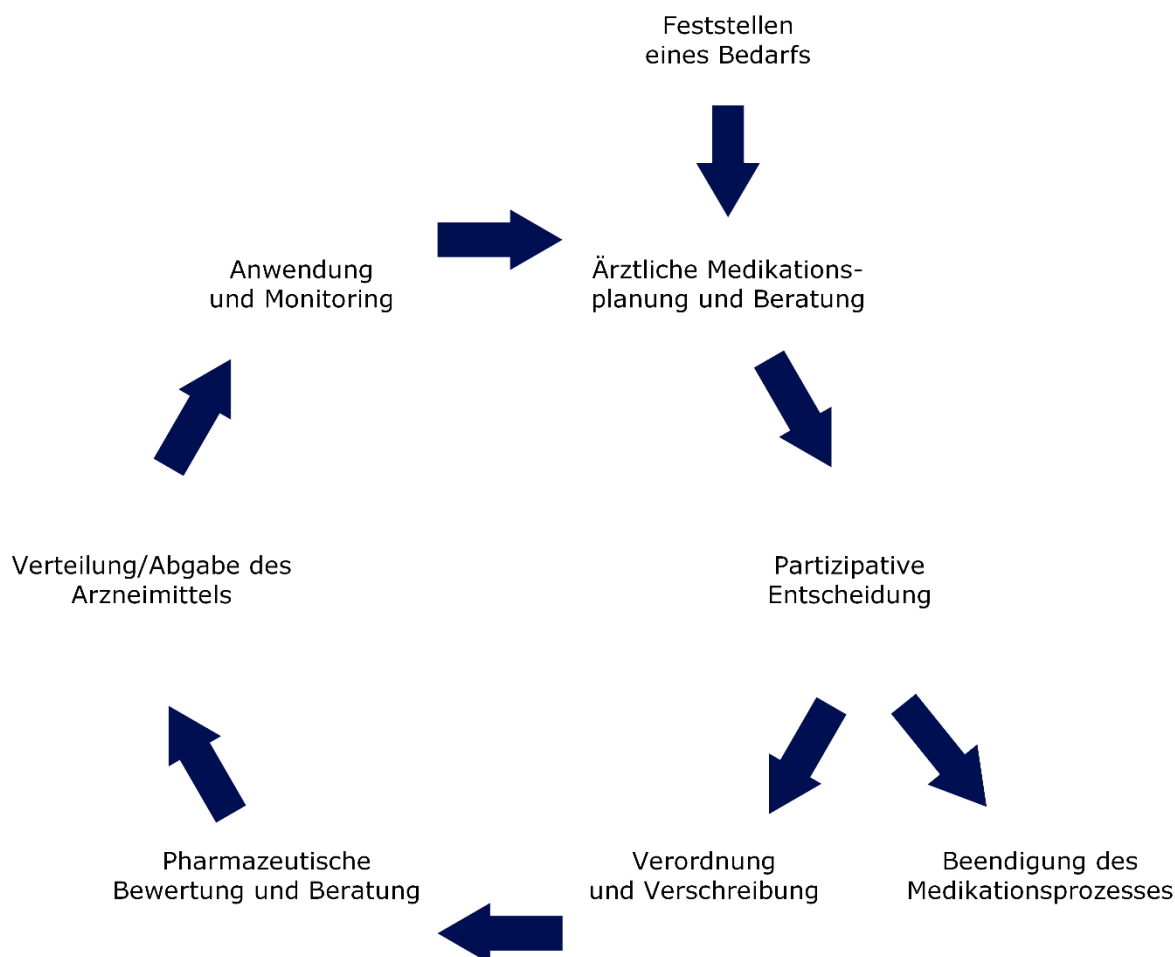 Feststellen
eines Bedarfs
Anwendung
und Monitoring
Ärztliche Medikations-
planung und Beratung
Verteilung/Abgabe des
Arzneimittels
Partizipative
Entscheidung
Pharmazeutische
Bewertung und Beratung
Verordnung
und Verschreibung
Beendigung des
Medikationsprozesses